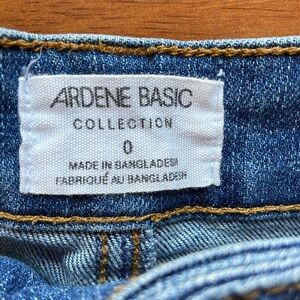 ARDENE BASIC
COLLECTION
0
MADE IN BANGLADESH
FABRIQUÉ AU BANGLADESH